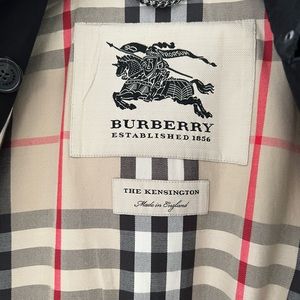 BURBERRY
ESTABLISHED 1856
THE KENSINGTON
Made in England